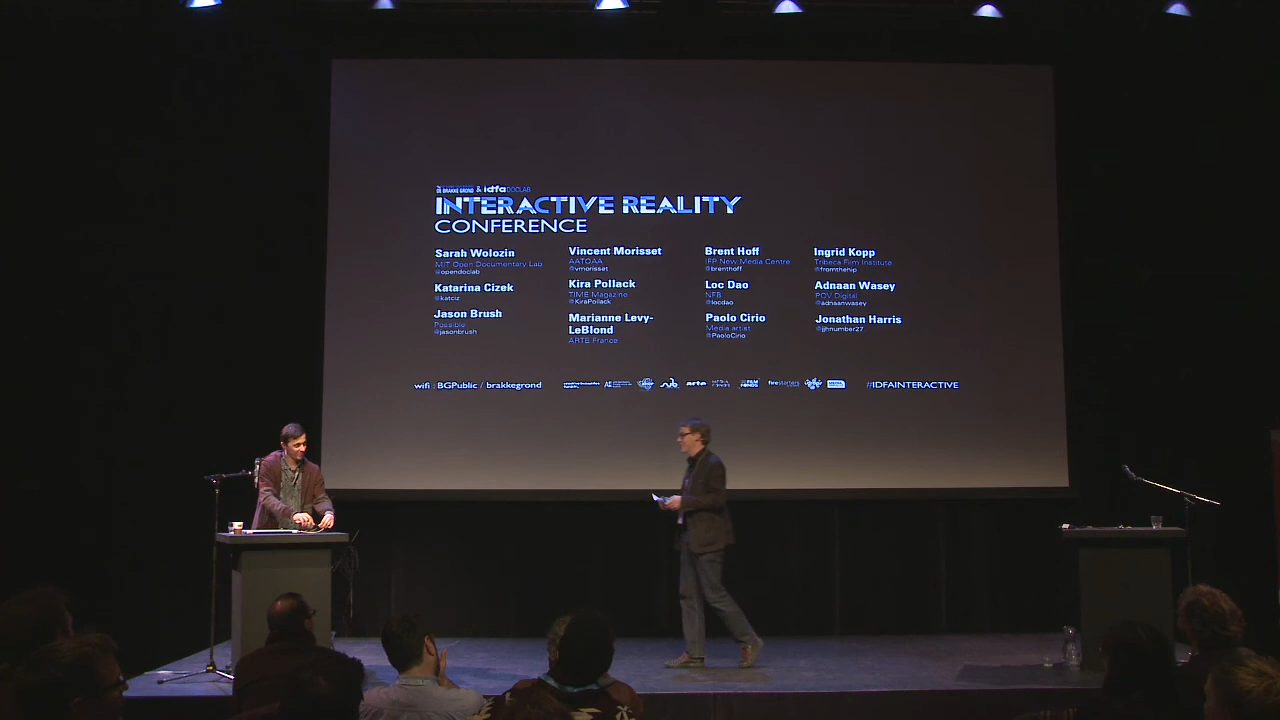 DE BRAKKE GROND & idfa DOCLAB
INTERACTIVE REALITY
CONFERENCE
Sarah Wolozin
MIT Open Documentary Lab
@opendoclab
Katarina Cizek
@katciz
Jason Brush
Possible
@jasonbrush
Vincent Morisset
AATOAA
@vmorisset
Kira Pollack
TIME Magazine
@KiraPollack
Marianne Levy-
LeBlond
ARTE France
Brent Hoff
IFP New Media Centre
@brenthoff
Loc Dao
NFB
@locdao
Paolo Cirio
Media artist
@PaoloCirio
Ingrid Kopp
Tribeca Film Institute
@fromthehip
Adnaan Wasey
POV Digital
@adnaanwasey
Jonathan Harris
@jjhnumber27
wifi : BGPublic / brakkegrond
arte
FILM
FONDS
firestarters
#IDFAINTERACTIVE